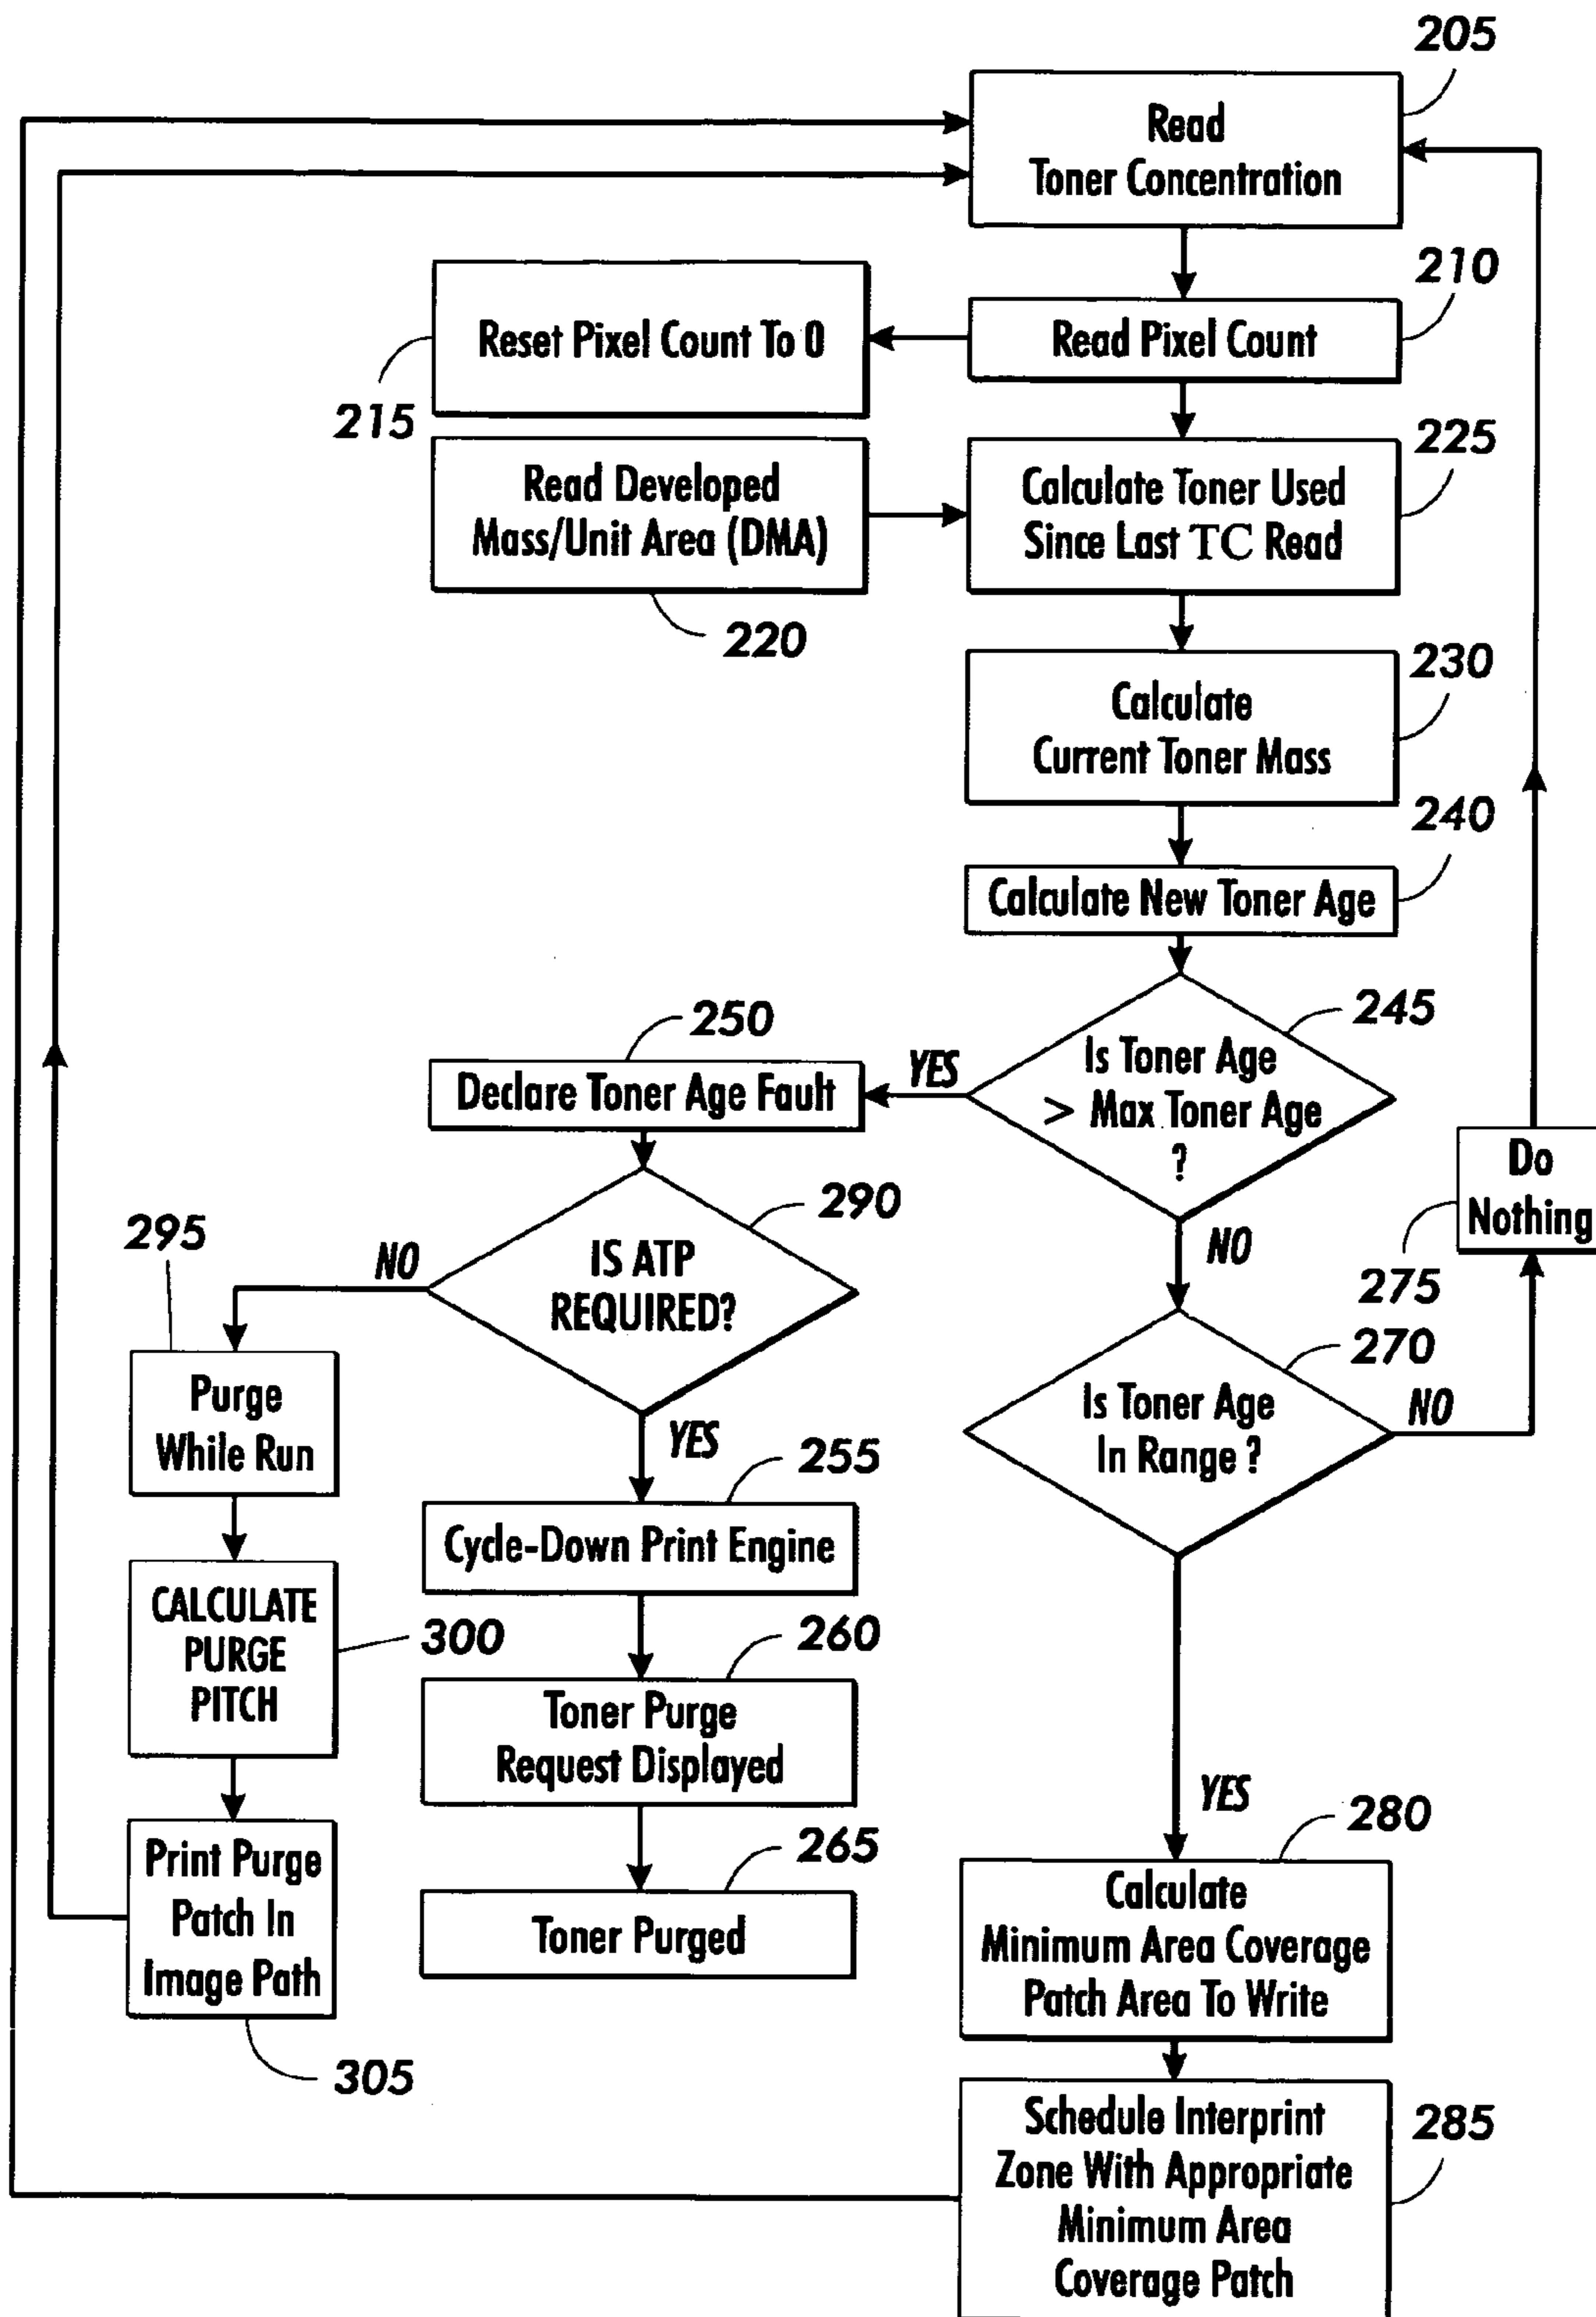 205
Read
Toner Concentration
210
Reset Pixel Count To 0
Read Pixel Count
215
225
Read Developed
Mass/Unit Area (DMA)
Calculate Toner Used
Since Last TC Read
220
230
Calculate
Current Toner Mass
240
Calculate New Toner Age
245
250
Is Toner Age
> Max Toner Age
?
YES
Declare Toner Age Fault
NO
Do
Nothing
275
290
295
NO
IS ATP
REQUIRED?
YES
270
Is Toner Age
In Range ?
NO
Purge
While Run
255
Cycle-Down Print Engine
CALCULATE
PURGE
PITCH
300
260
Toner Purge
Request Displayed
YES
280
265
Print Purge
Patch In
Image Path
Toner Purged
Calculate
Minimum Area Coverage
Patch Area To Write
305
285
Schedule Interprint
Zone With Appropriate
Minimum Area
Coverage Patch